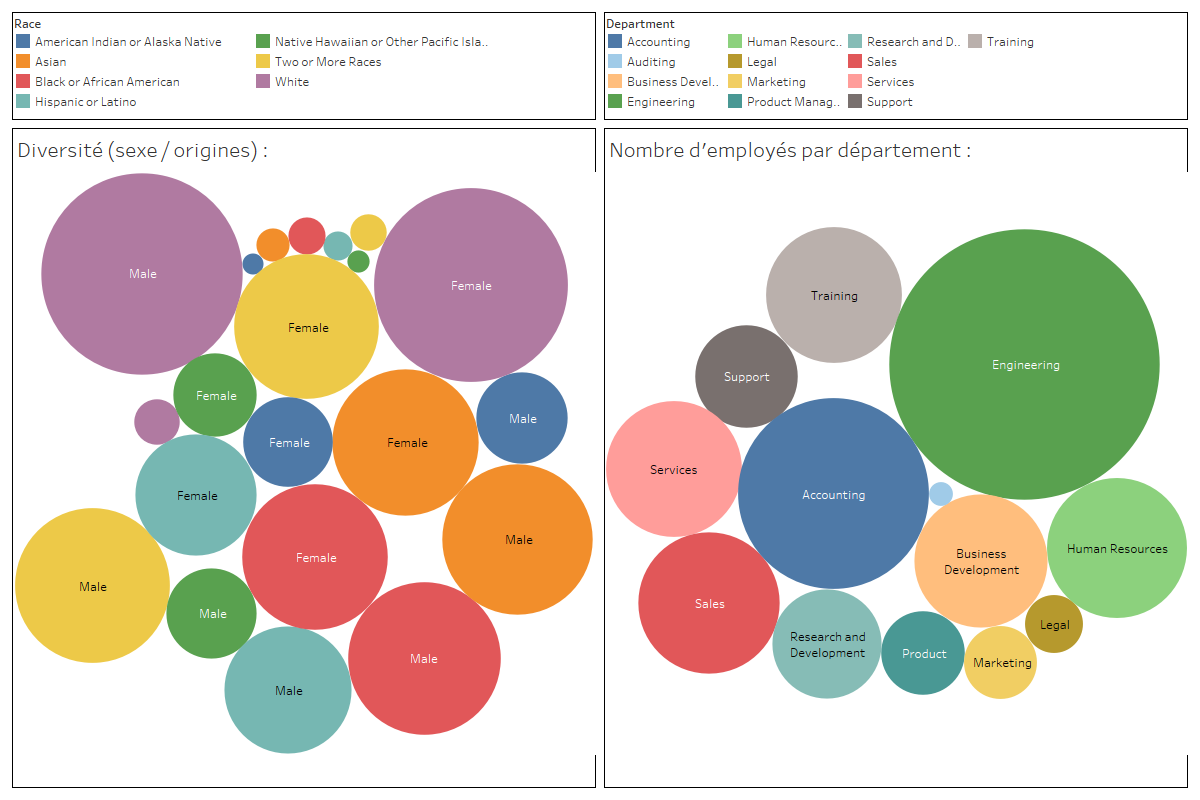 Race
American Indian or Alaska Native
Asian
Black or African American
Hispanic or Latino
Native Hawaiian or Other Pacific Isla..
Two or More Races
White
Department
Accounting
Auditing
Business Devel..
Engineering
Human Resourc..
Legal
Marketing
Product Manag..
Research and D..
Sales
Services
Support
Training
Diversité (sexe / origines) :
Male
Female
Female
Female
Female
Female
Male
Female
Male
Female
Male
Male
Male
Male
Nombre d’employés par département :
Training
Engineering
Support
Services
Accounting
Business
Development
Human Resources
Sales
Legal
Research and
Development
Product
Marketing